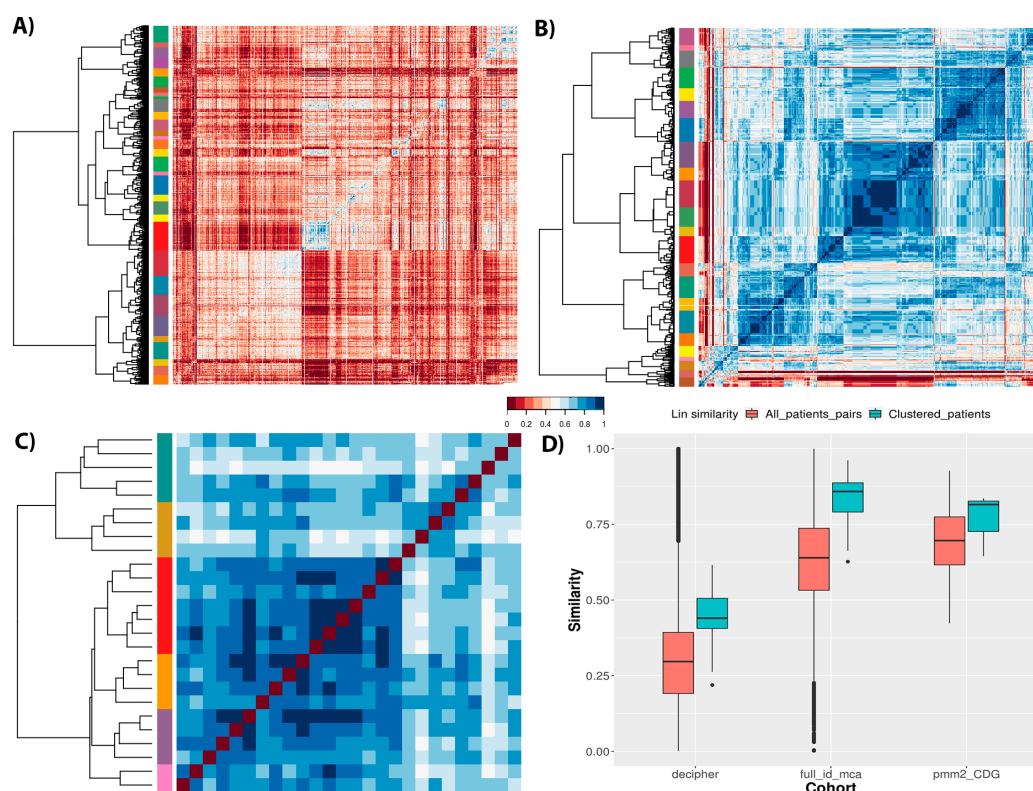 A)
B)
0 0.2 0.4 0.6 0.8 1
Lin similarity All_patients_pairs Clustered_patients
C)
D)
1.00
0.75
0.50
0.25
0.00
Similarity
decipher full_id_mca pmm2_CDG
Cohort